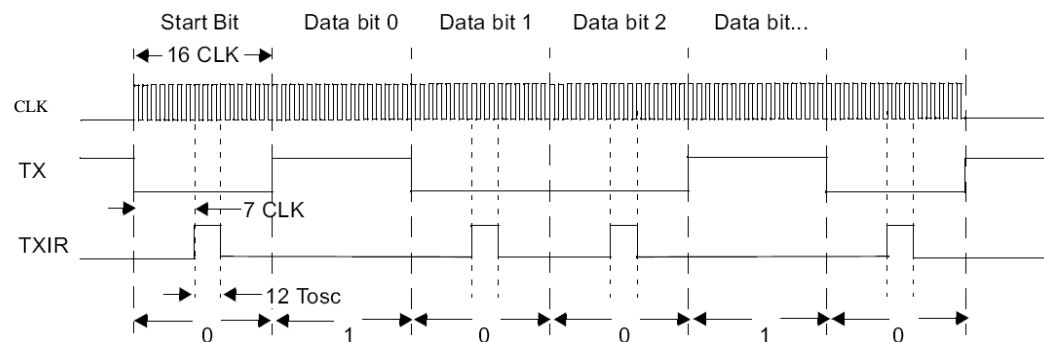 Start Bit Data bit 0 Data bit 1 Data bit 2 Data bit...
16 CLK
CLK
TX
7 CLK
TXIR
12 Tosc
0 1 0 0 1 0